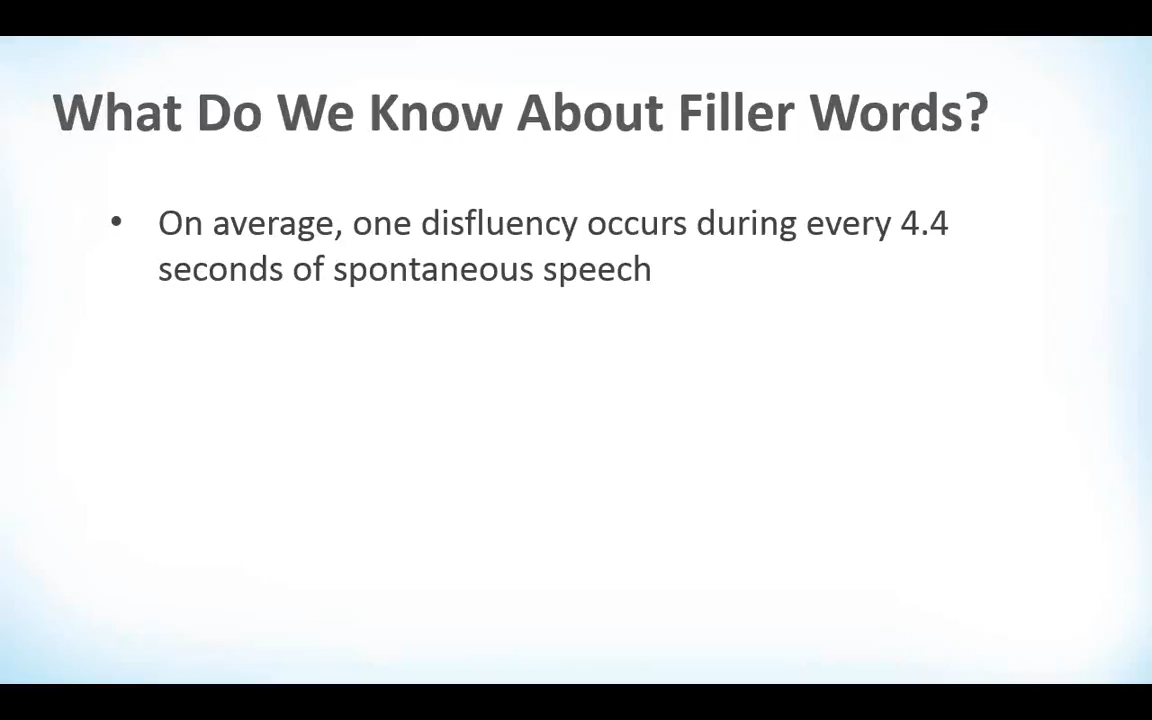 What Do We Know About Filler Words?
• On average, one disfluency occurs during every 4.4
seconds of spontaneous speech